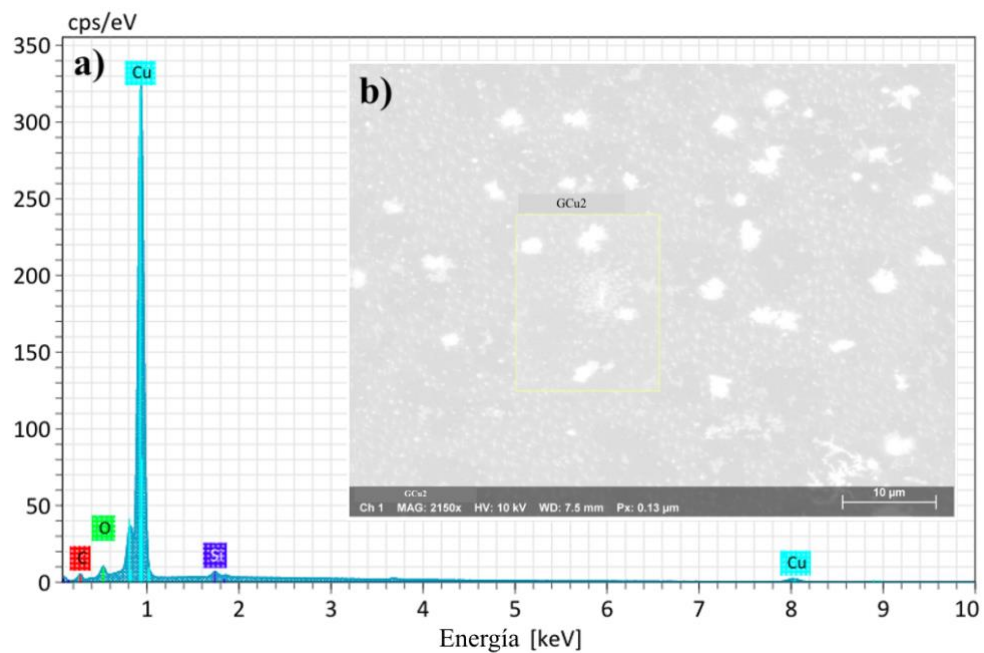 cps/eV
350
300
250
200
150
100
50
0
a)
Cu
O
C
Si
Cu
1 2 3 4 5 6 7 8 9 10
Energía [keV]
b)
GCu2
GCu2
10 µm
Ch 1 MAG: 2150x HV: 10 kV WD: 7.5 mm Px: 0.13 µm